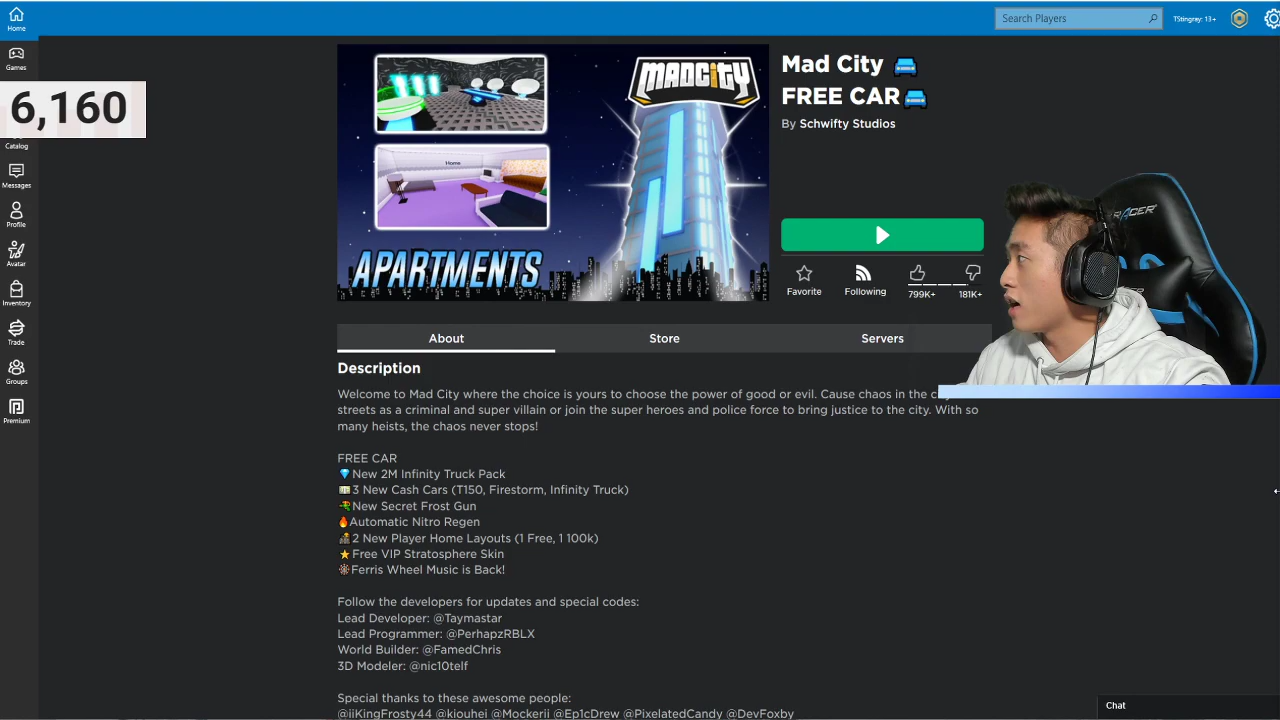 Home
Search Players
TStingray: 13+
Games
6,160
Catalog
Messages
Profile
Avatar
Inventory
Trade
Groups
Premium
MADCITY
Home
APARTMENTS
Mad City
FREE CAR
By Schwifty Studios
Favorite
Following
799K+
181K+
RACER
About
Store
Servers
Description
Welcome to Mad City where the choice is yours to choose the power of good or evil. Cause chaos in the
streets as a criminal and super villain or join the super heroes and police force to bring justice to the city. With so
many heists, the chaos never stops!
FREE CAR
💎New 2M Infinity Truck Pack
💵3 New Cash Cars (T150, Firestorm, Infinity Truck)
🔫New Secret Frost Gun
🔥Automatic Nitro Regen
🏘2 New Player Home Layouts (1 Free, 1 100k)
⭐Free VIP Stratosphere Skin
🎡Ferris Wheel Music is Back!
Follow the developers for updates and special codes:
Lead Developer: @Taymastar
Lead Programmer: @PerhapzRBLX
World Builder: @FamedChris
3D Modeler: @nic10telf
Special thanks to these awesome people:
@iiKingFrosty44 @kiouhei @Mockerii @Ep1cDrew @PixelatedCandy @DevFoxby
Chat